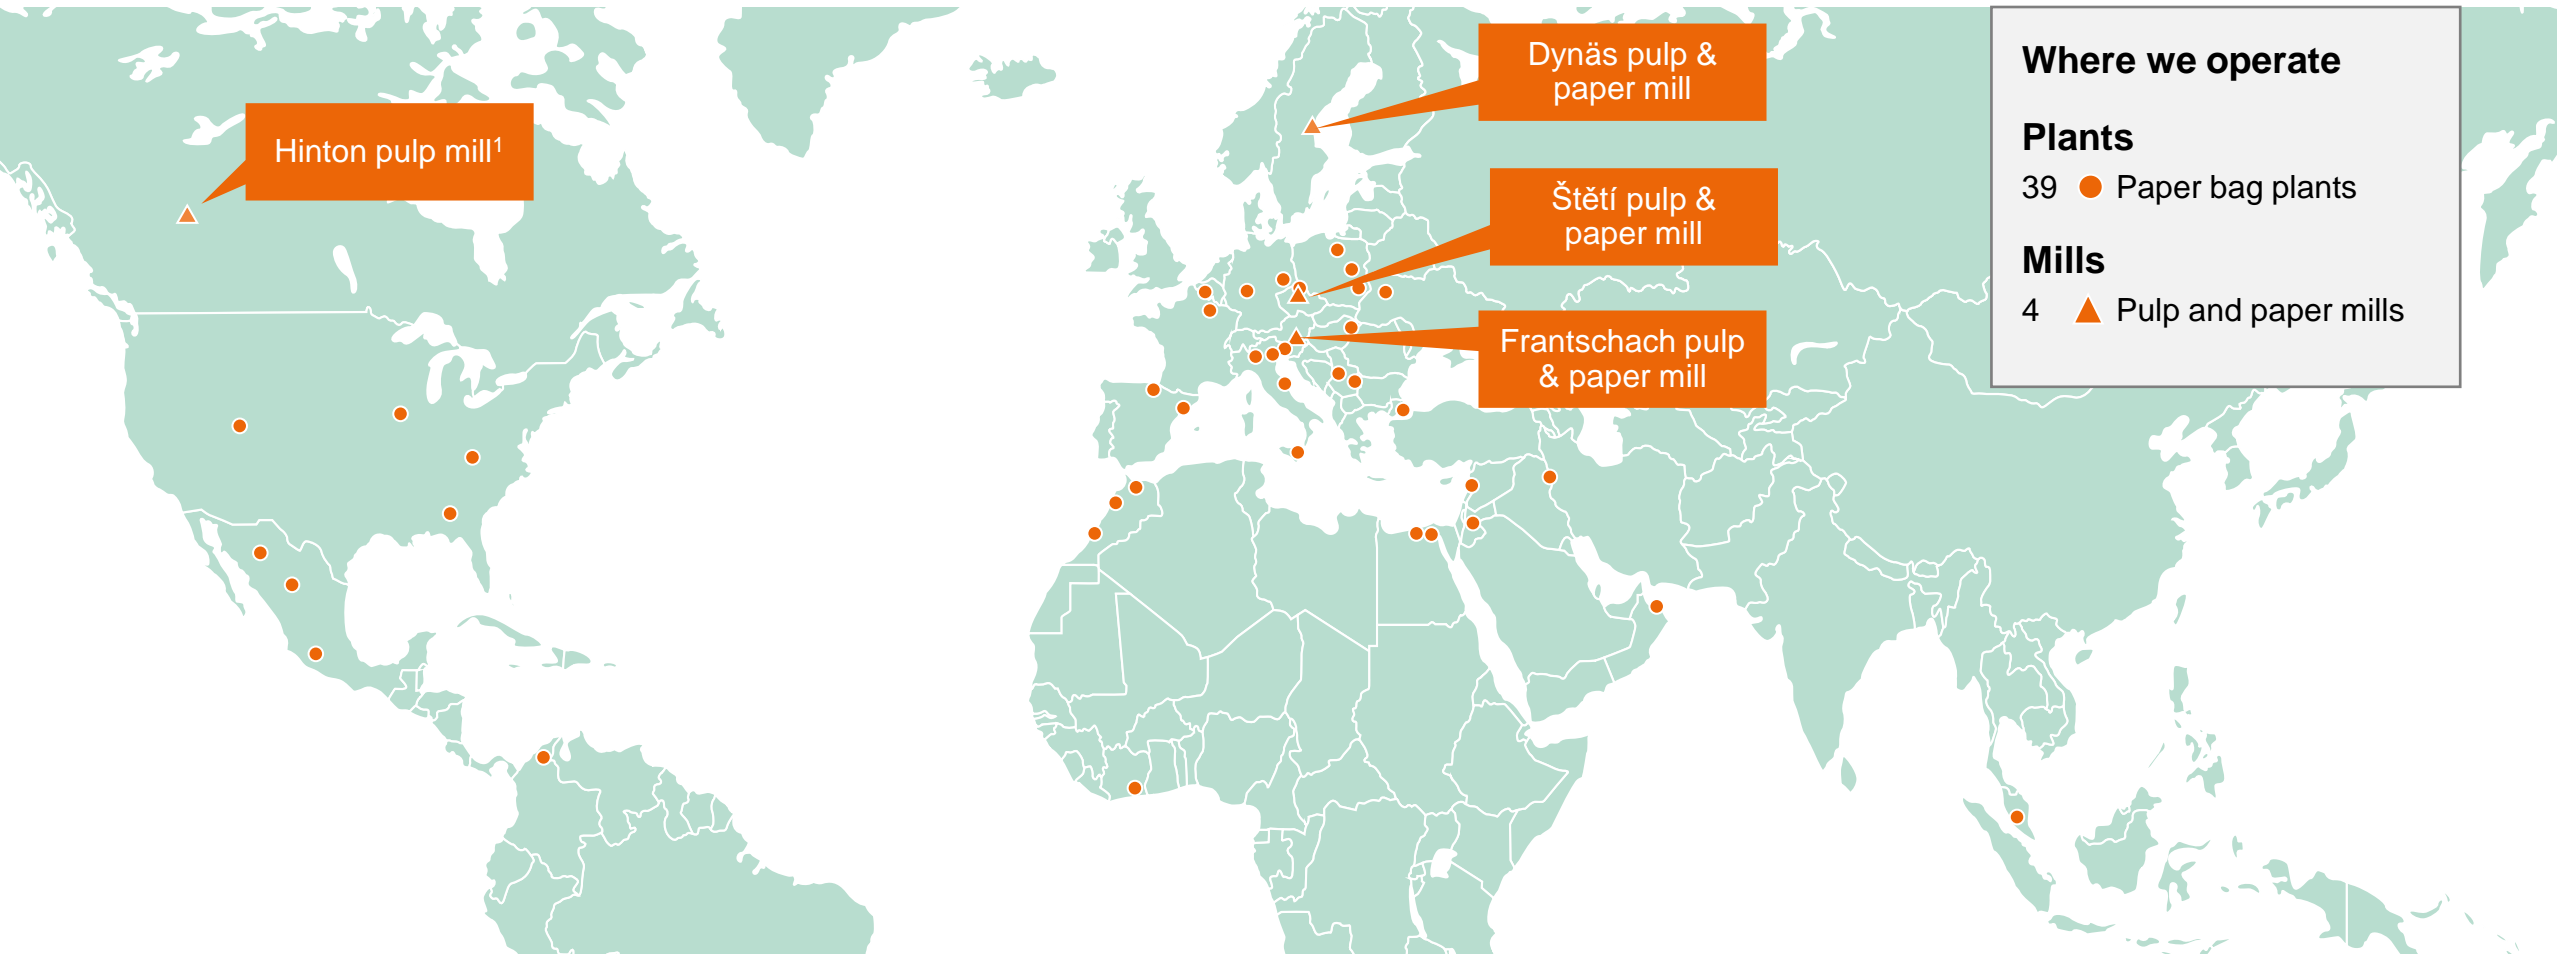 Hinton pulp mill¹
Dynäs pulp &
paper mill
Štětí pulp &
paper mill
Frantschach pulp
& paper mill
Where we operate
Plants
39 Paper bag plants
Mills
4 Pulp and paper mills